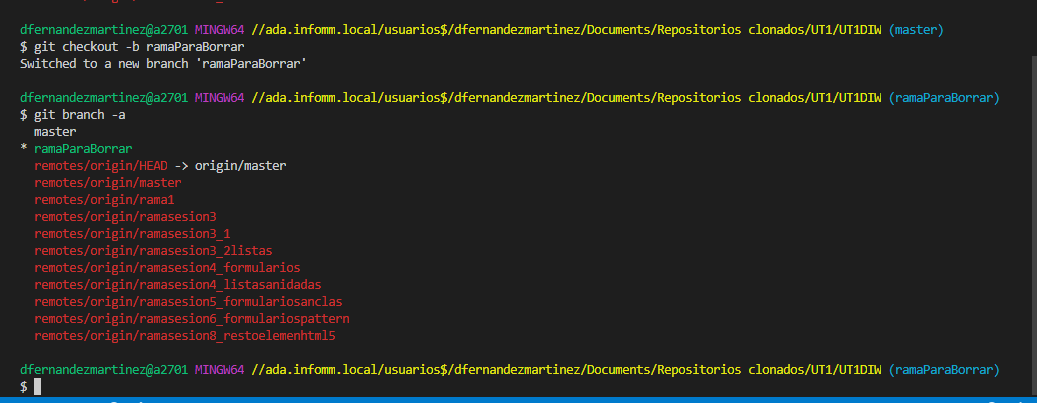 dfernandezmartinez@a2701 MINGW64 //ada.infomm.local/usuarios$/dfernandezmartinez/Documents/Repositorios clonados/UT1/UT1DIW (master)
$ git checkout -b ramaParaBorrar
Switched to a new branch 'ramaParaBorrar'
dfernandezmartinez@a2701 MINGW64 //ada.infomm.local/usuarios$/dfernandezmartinez/Documents/Repositorios clonados/UT1/UT1DIW (ramaParaBorrar)
$ git branch -a
master
* ramaParaBorrar
remotes/origin/HEAD -> origin/master
remotes/origin/master
remotes/origin/rama1
remotes/origin/ramasesion3
remotes/origin/ramasesion3_1
remotes/origin/ramasesion3_2listas
remotes/origin/ramasesion4_formularios
remotes/origin/ramasesion4_listasanidadas
remotes/origin/ramasesion5_formulariosanclas
remotes/origin/ramasesion6_formulariospattern
remotes/origin/ramasesion8_restoelemenhtml5
dfernandezmartinez@a2701 MINGW64 //ada.infomm.local/usuarios$/dfernandezmartinez/Documents/Repositorios clonados/UT1/UT1DIW (ramaParaBorrar)
$